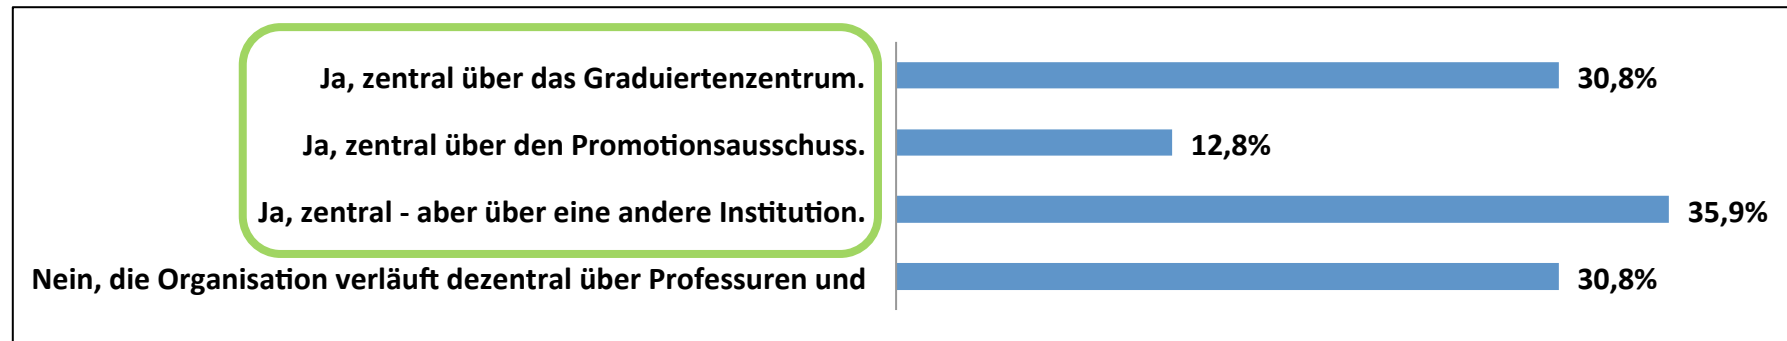 Ja, zentral über das Graduiertenzentrum. 30,8%
Ja, zentral über den Promotionsausschuss. 12,8%
Ja, zentral - aber über eine andere Institution. 35,9%
Nein, die Organisation verläuft dezentral über Professuren und 30,8%